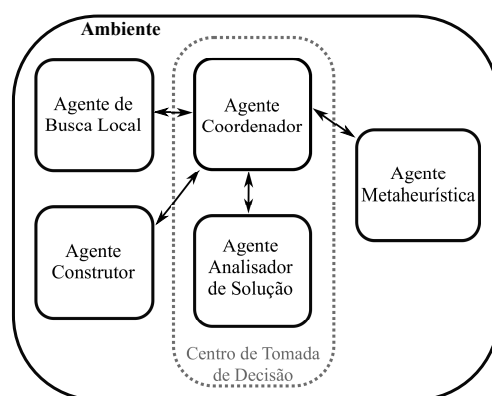 Ambiente
Agente de
Busca Local
Agente
Coordenador
Agente
Metaheurística
Agente
Construtor
Agente
Analisador
de Solução
Centro de Tomada
de Decisão